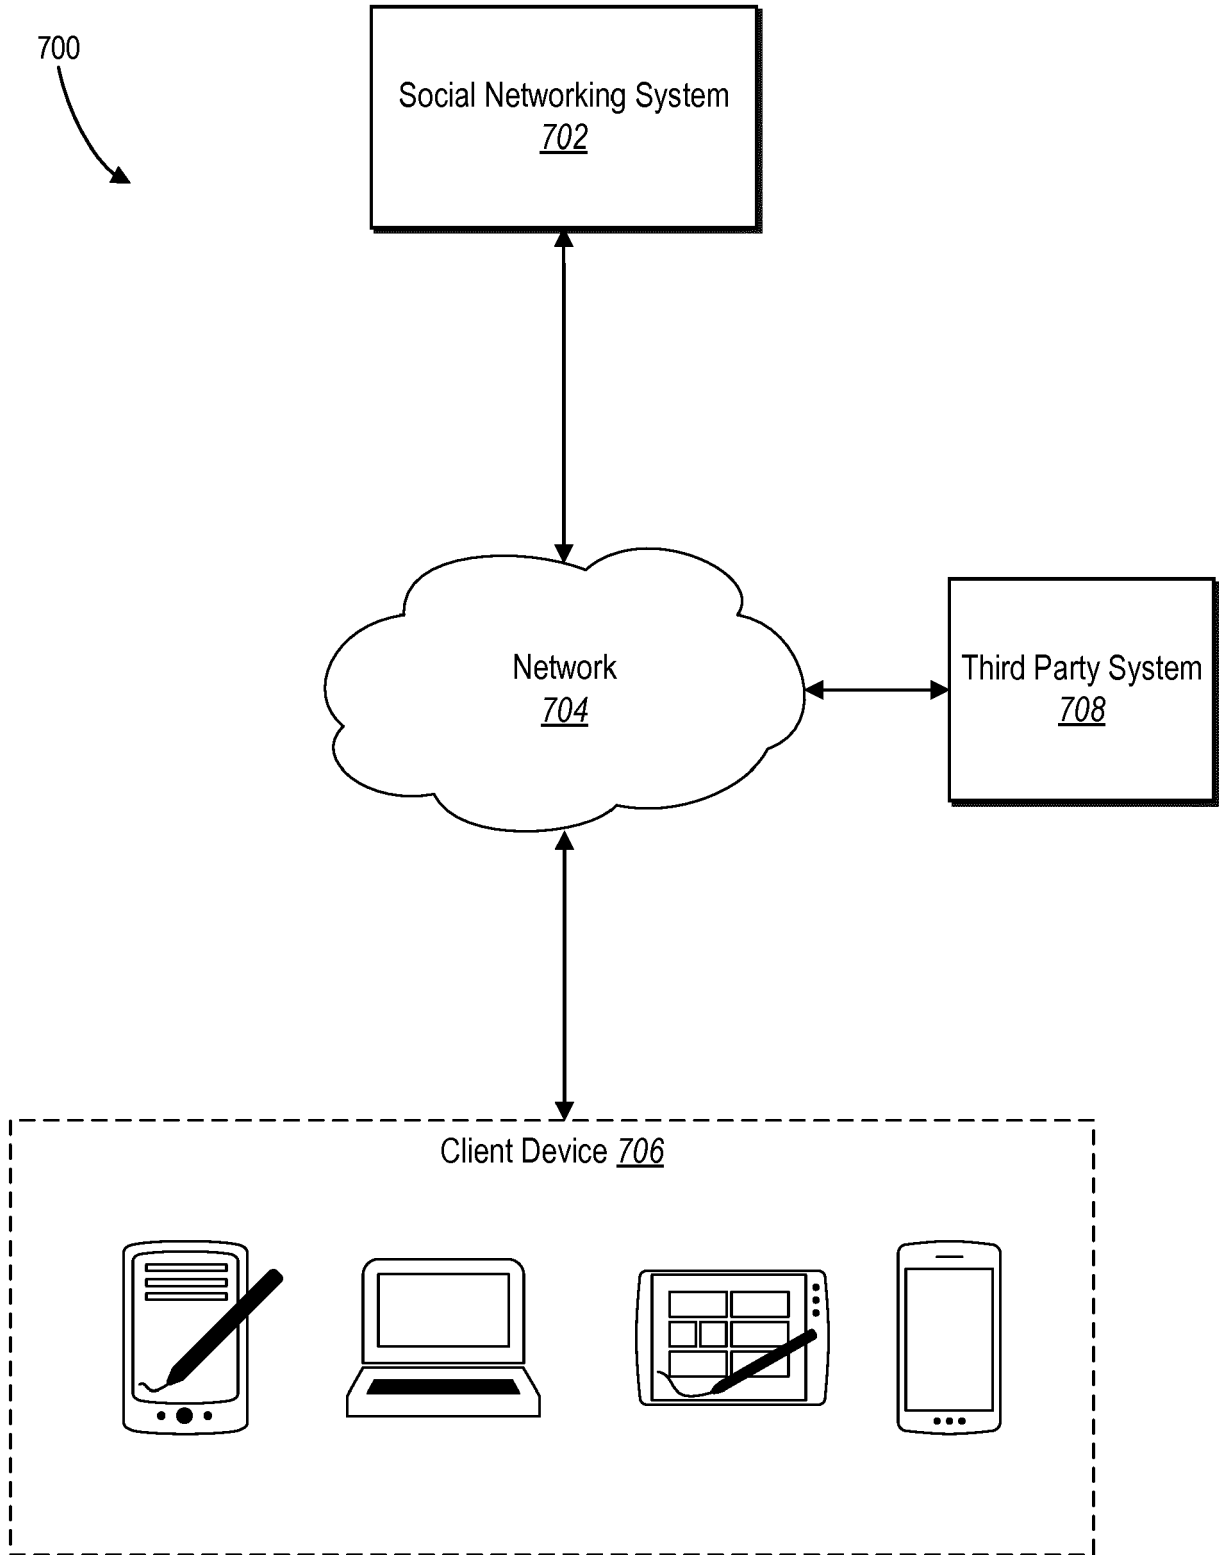 700
Social Networking System
702
Network
704
Third Party System
708
Client Device 706